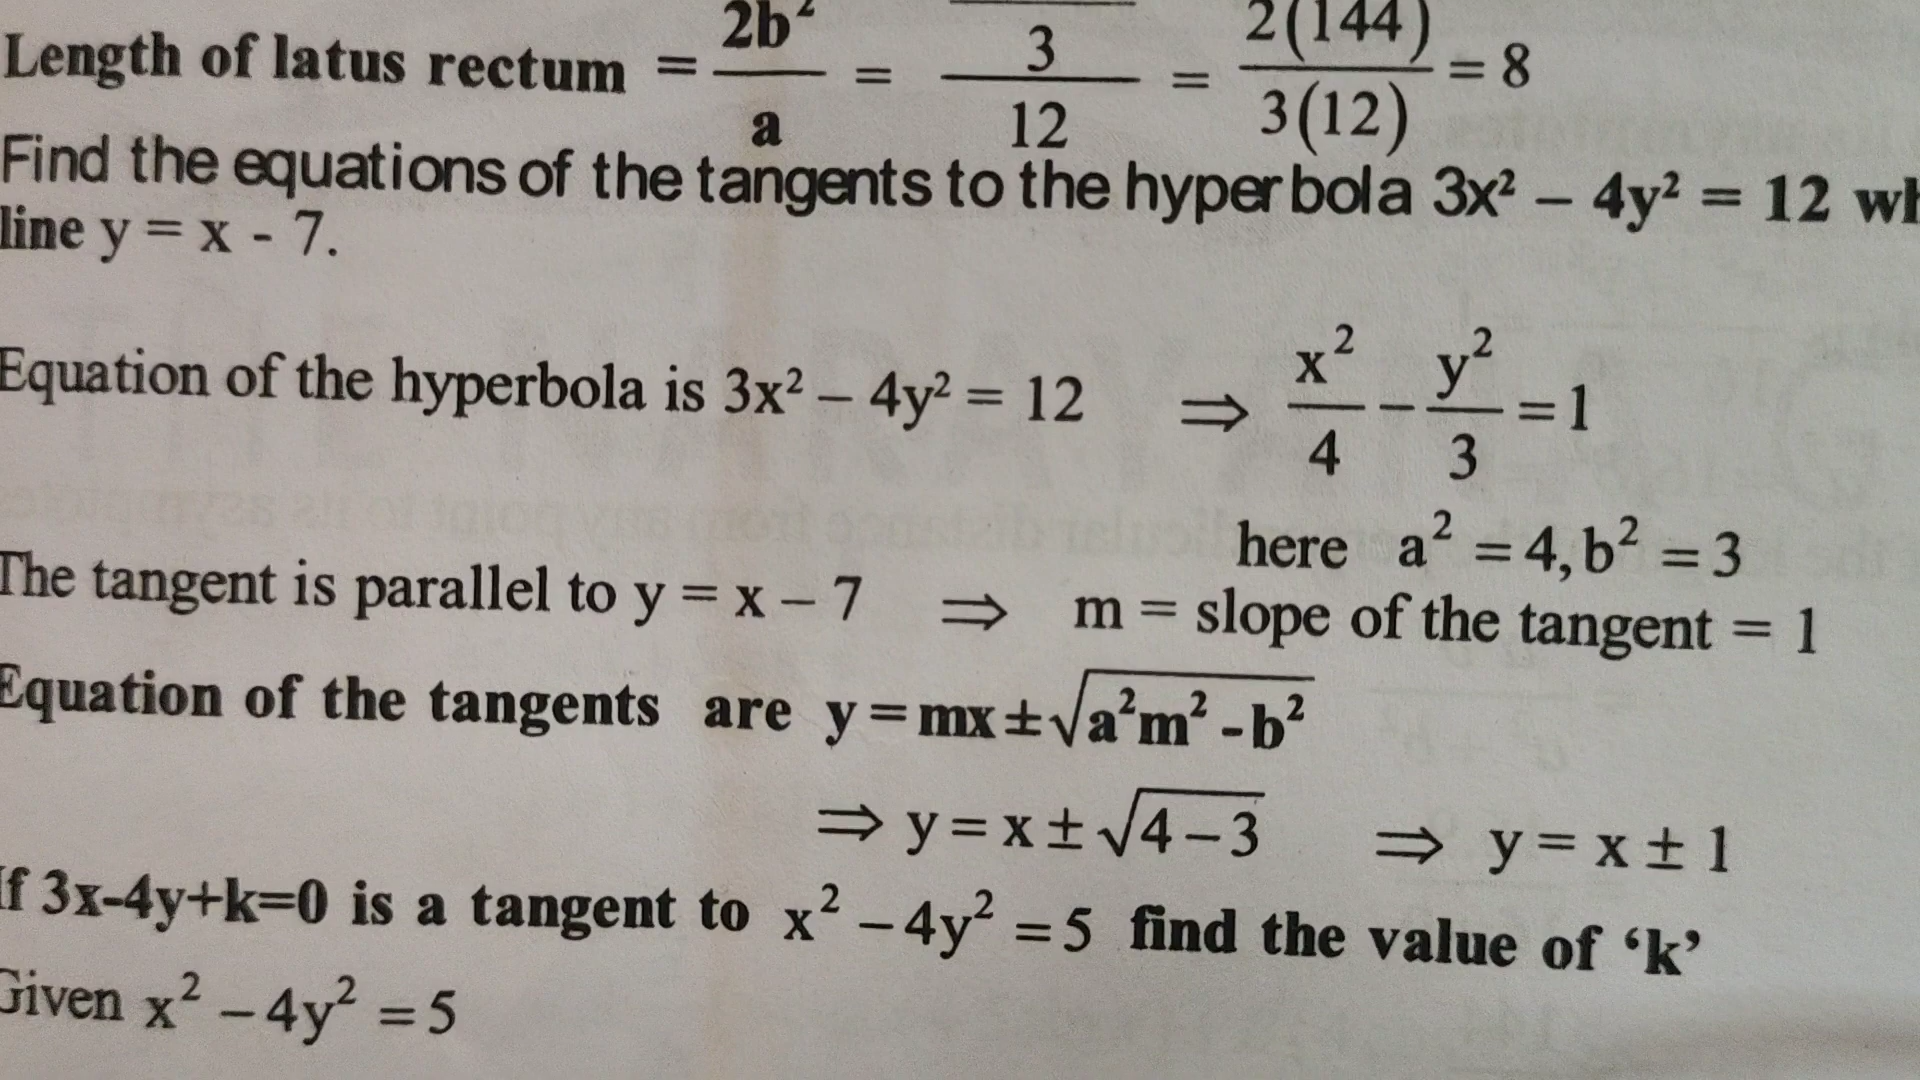 Length of latus rectum = 2b²/a = 3/12 = 2(144)/3(12) = 8
Find the equations of the tangents to the hyperbola 3x² – 4y² = 12
line y = x - 7.
Equation of the hyperbola is 3x² – 4y² = 12 ⇒ x²/4 – y²/3 = 1
here a² = 4, b² = 3
The tangent is parallel to y = x – 7 ⇒ m = slope of the tangent = 1
Equation of the tangents are y = mx ± √(a²m² - b²)
⇒ y = x ± √(4 – 3) ⇒ y = x ± 1
If 3x-4y+k=0 is a tangent to x² – 4y² = 5 find the value of ‘k’
Given x² – 4y² = 5